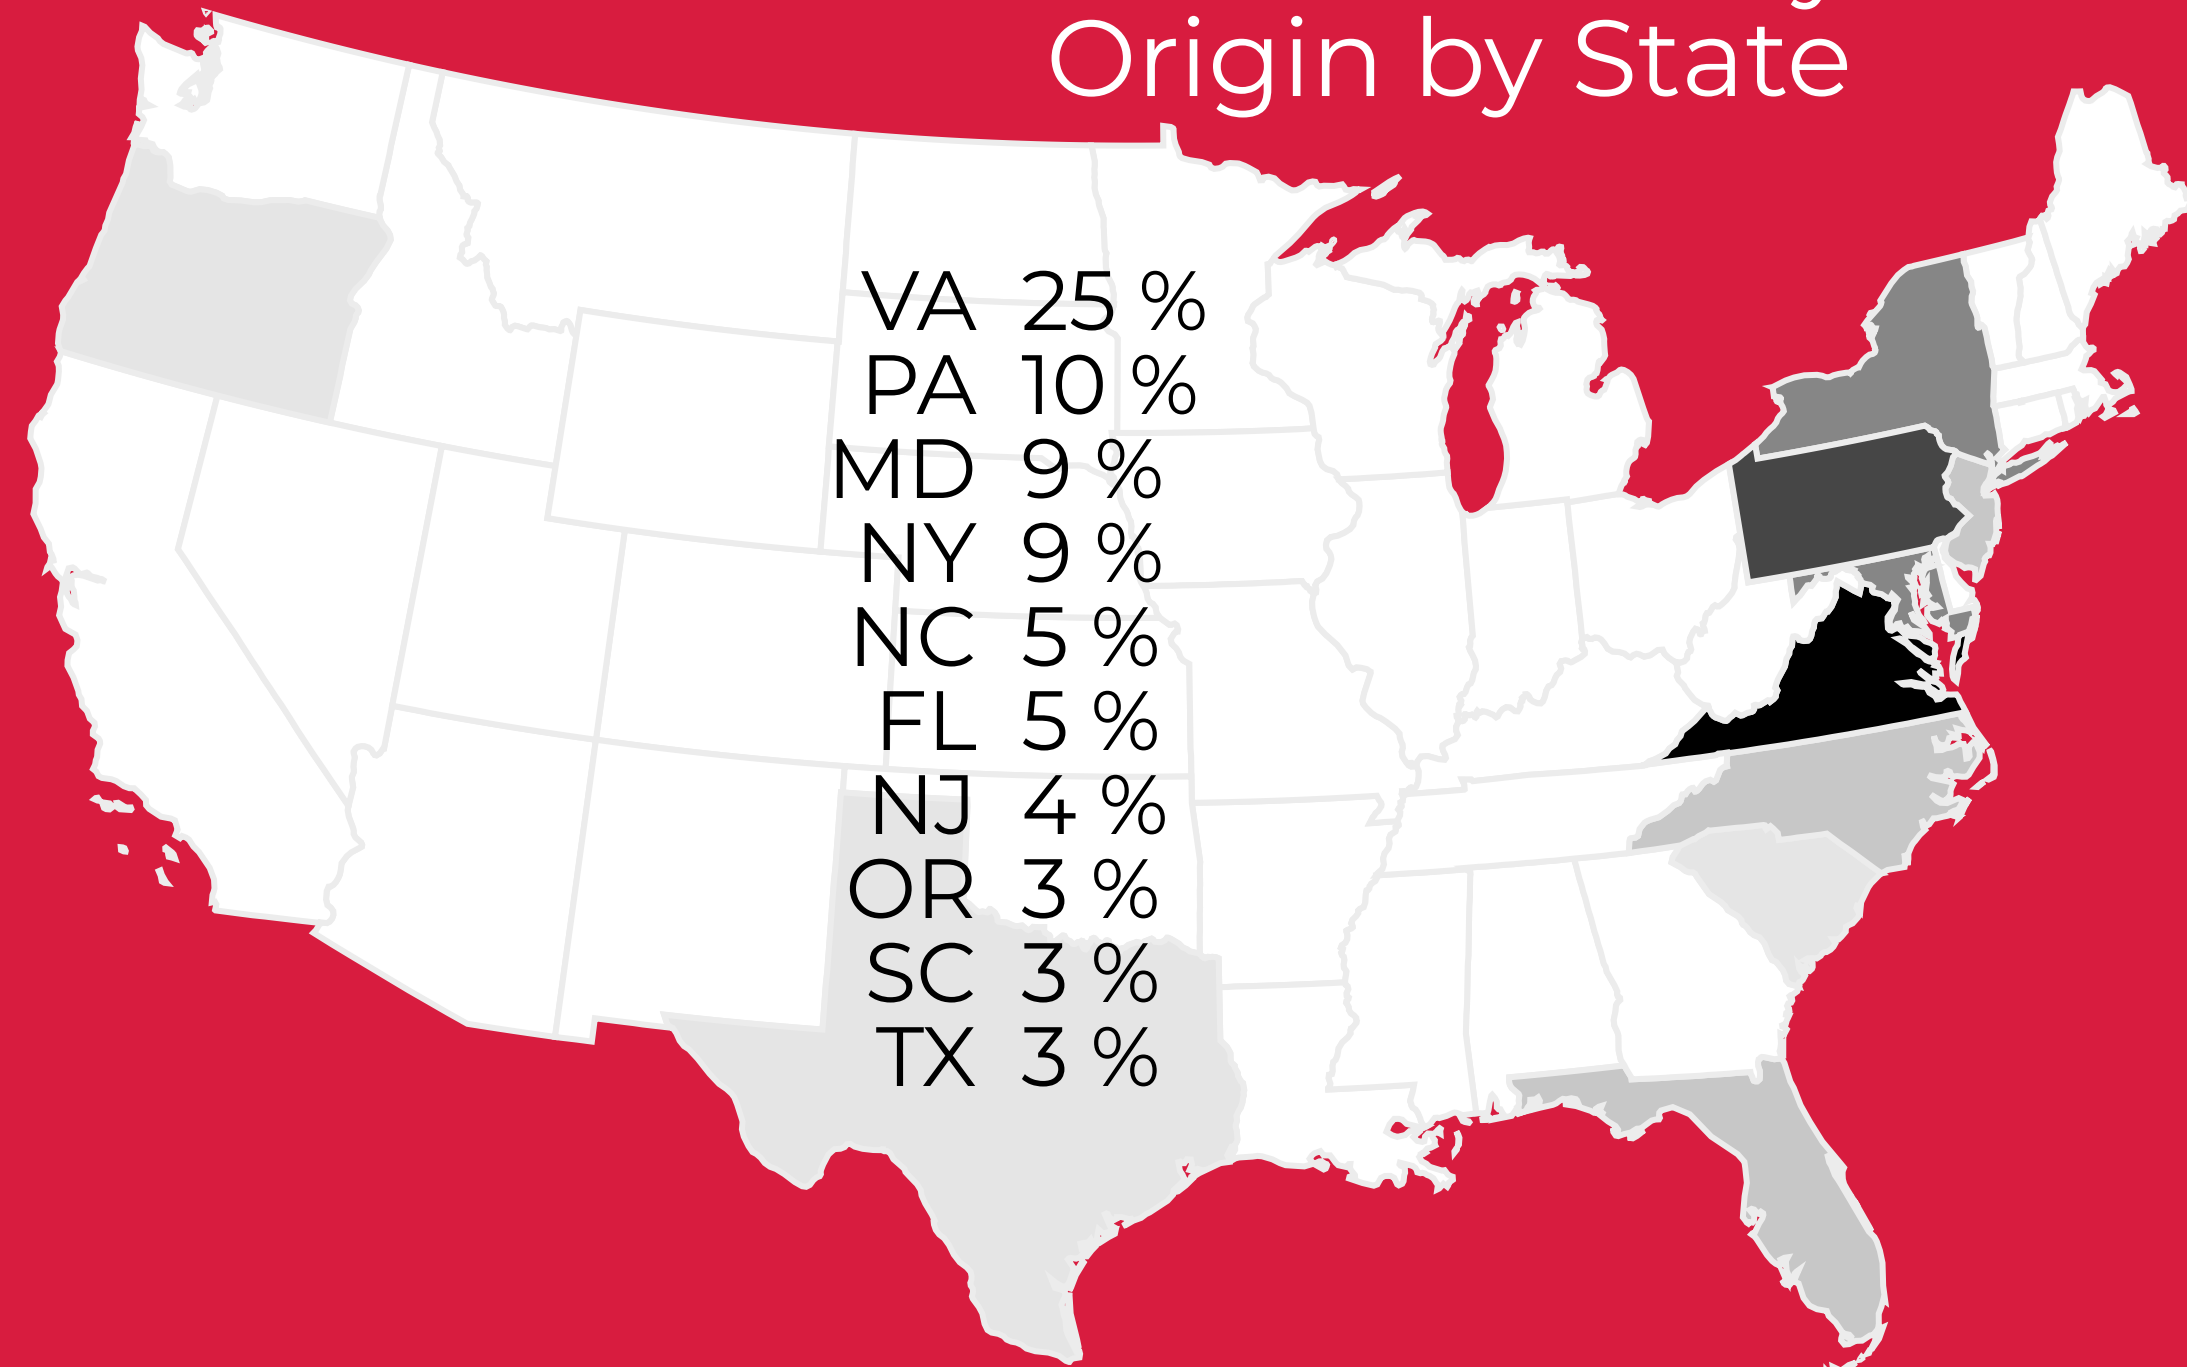 Origin by State
VA 25 %
PA 10 %
MD 9 %
NY 9 %
NC 5 %
FL 5 %
NJ 4 %
OR 3 %
SC 3 %
TX 3 %